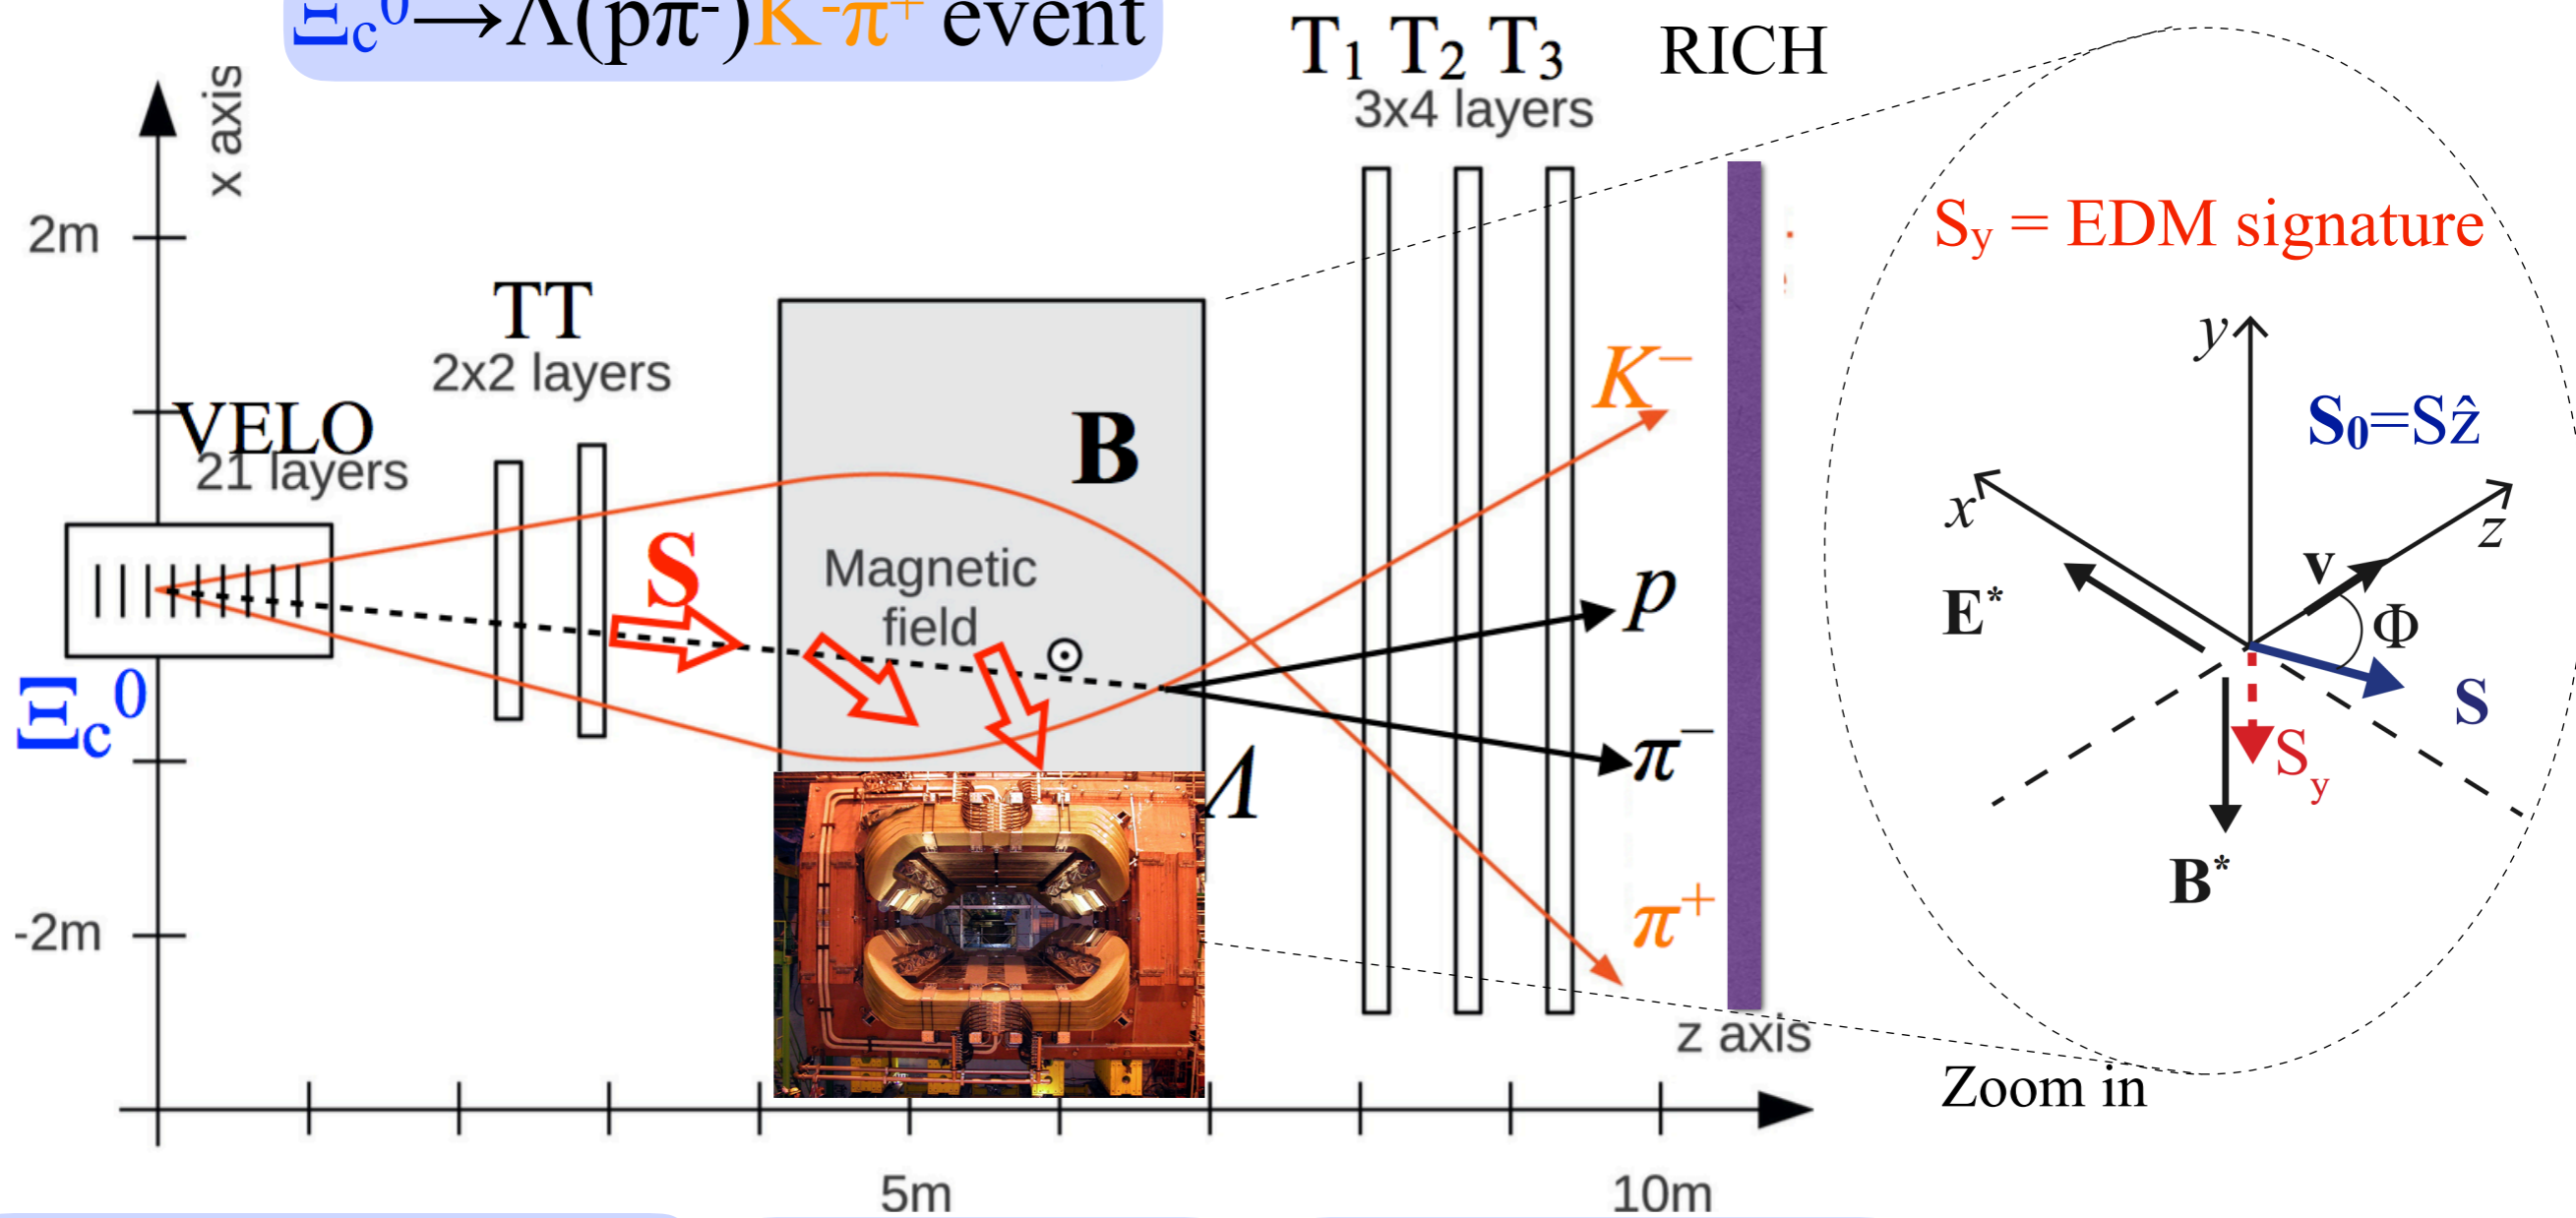 Ξc⁰→Λ(pπ⁻)K⁻π⁺ event
T₁ T₂ T₃
3x4 layers
RICH
x axis
2m
TT
2x2 layers
VELO
21 layers
B
S
Magnetic
field
Ξc⁰
Λ
K⁻
p
π⁻
π⁺
-2m
z axis
5m
10m
Sy = EDM signature
y
S₀=Sẑ
x
z
v
E*
Φ
S
Sy
B*
Zoom in